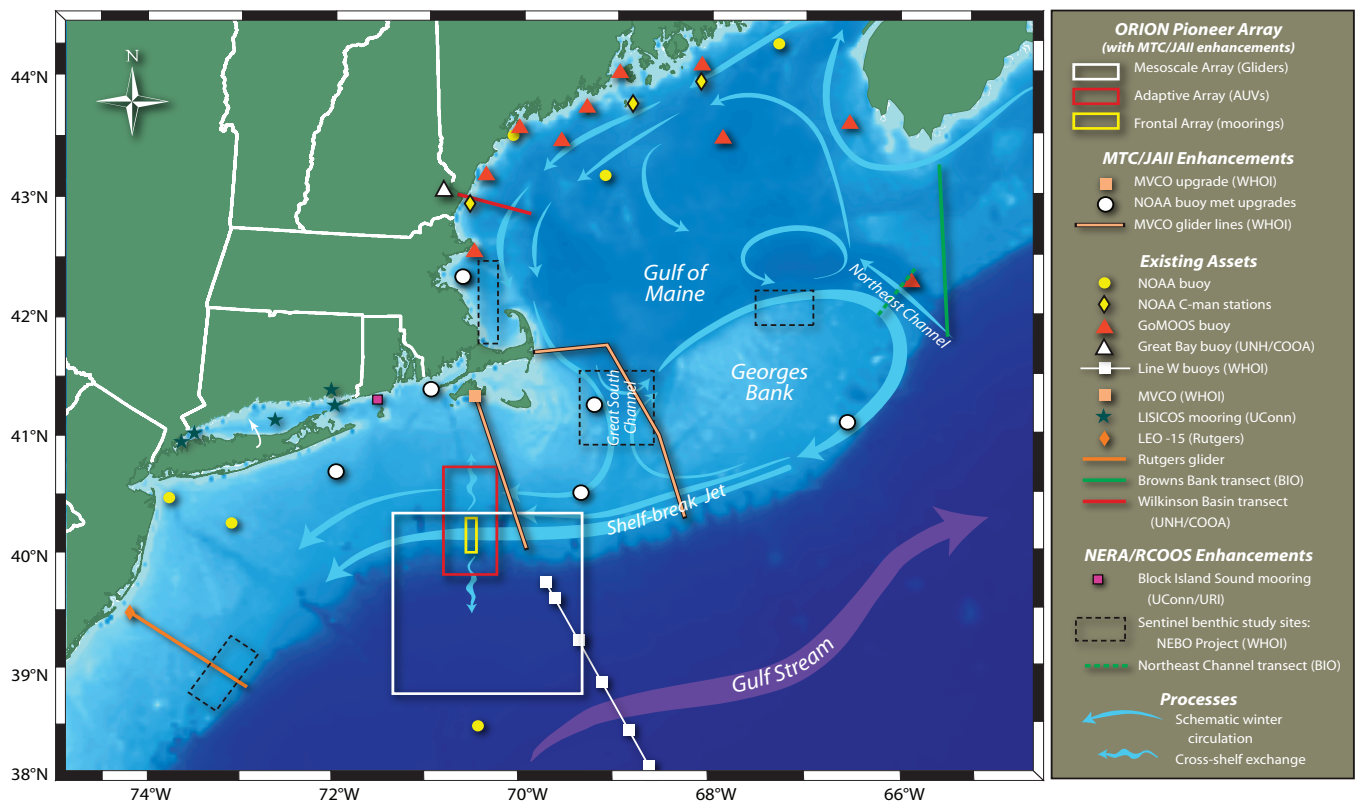 N
44°N
43°N
42°N
41°N
40°N
39°N
38°N
74°W
72°W
70°W
68°W
66°W
Gulf of
Maine
Northeast Channel
Georges
Bank
Great South
Channel
Shelf-break Jet
Gulf Stream
ORION Pioneer Array
(with MTC/JAII enhancements)
Mesoscale Array (Gliders)
Adaptive Array (AUVs)
Frontal Array (moorings)
MTC/JAII Enhancements
MVCO upgrade (WHOI)
NOAA buoy met upgrades
MVCO glider lines (WHOI)
Existing Assets
NOAA buoy
NOAA C-man stations
GoMOOS buoy
Great Bay buoy (UNH/COOA)
Line W buoys (WHOI)
MVCO (WHOI)
LISICOS mooring (UConn)
LEO -15 (Rutgers)
Rutgers glider
Browns Bank transect (BIO)
Wilkinson Basin transect
(UNH/COOA)
NERA/RCOOS Enhancements
Block Island Sound mooring
(UConn/URI)
Sentinel benthic study sites:
NEBO Project (WHOI)
Northeast Channel transect (BIO)
Processes
Schematic winter
circulation
Cross-shelf exchange